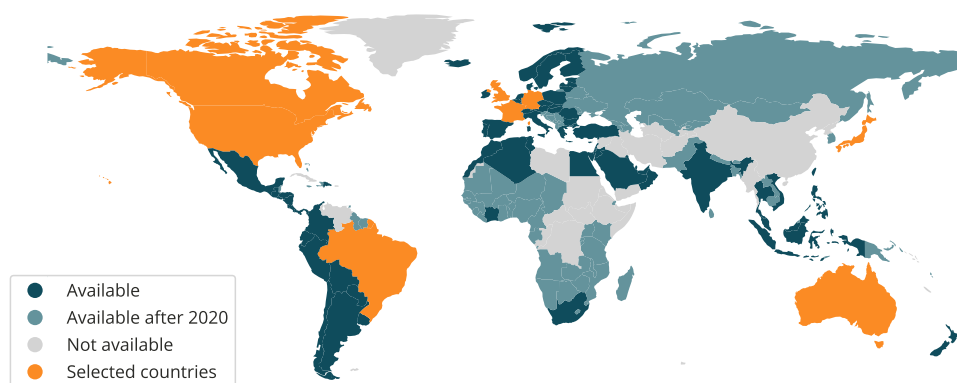 Available
Available after 2020
Not available
Selected countries